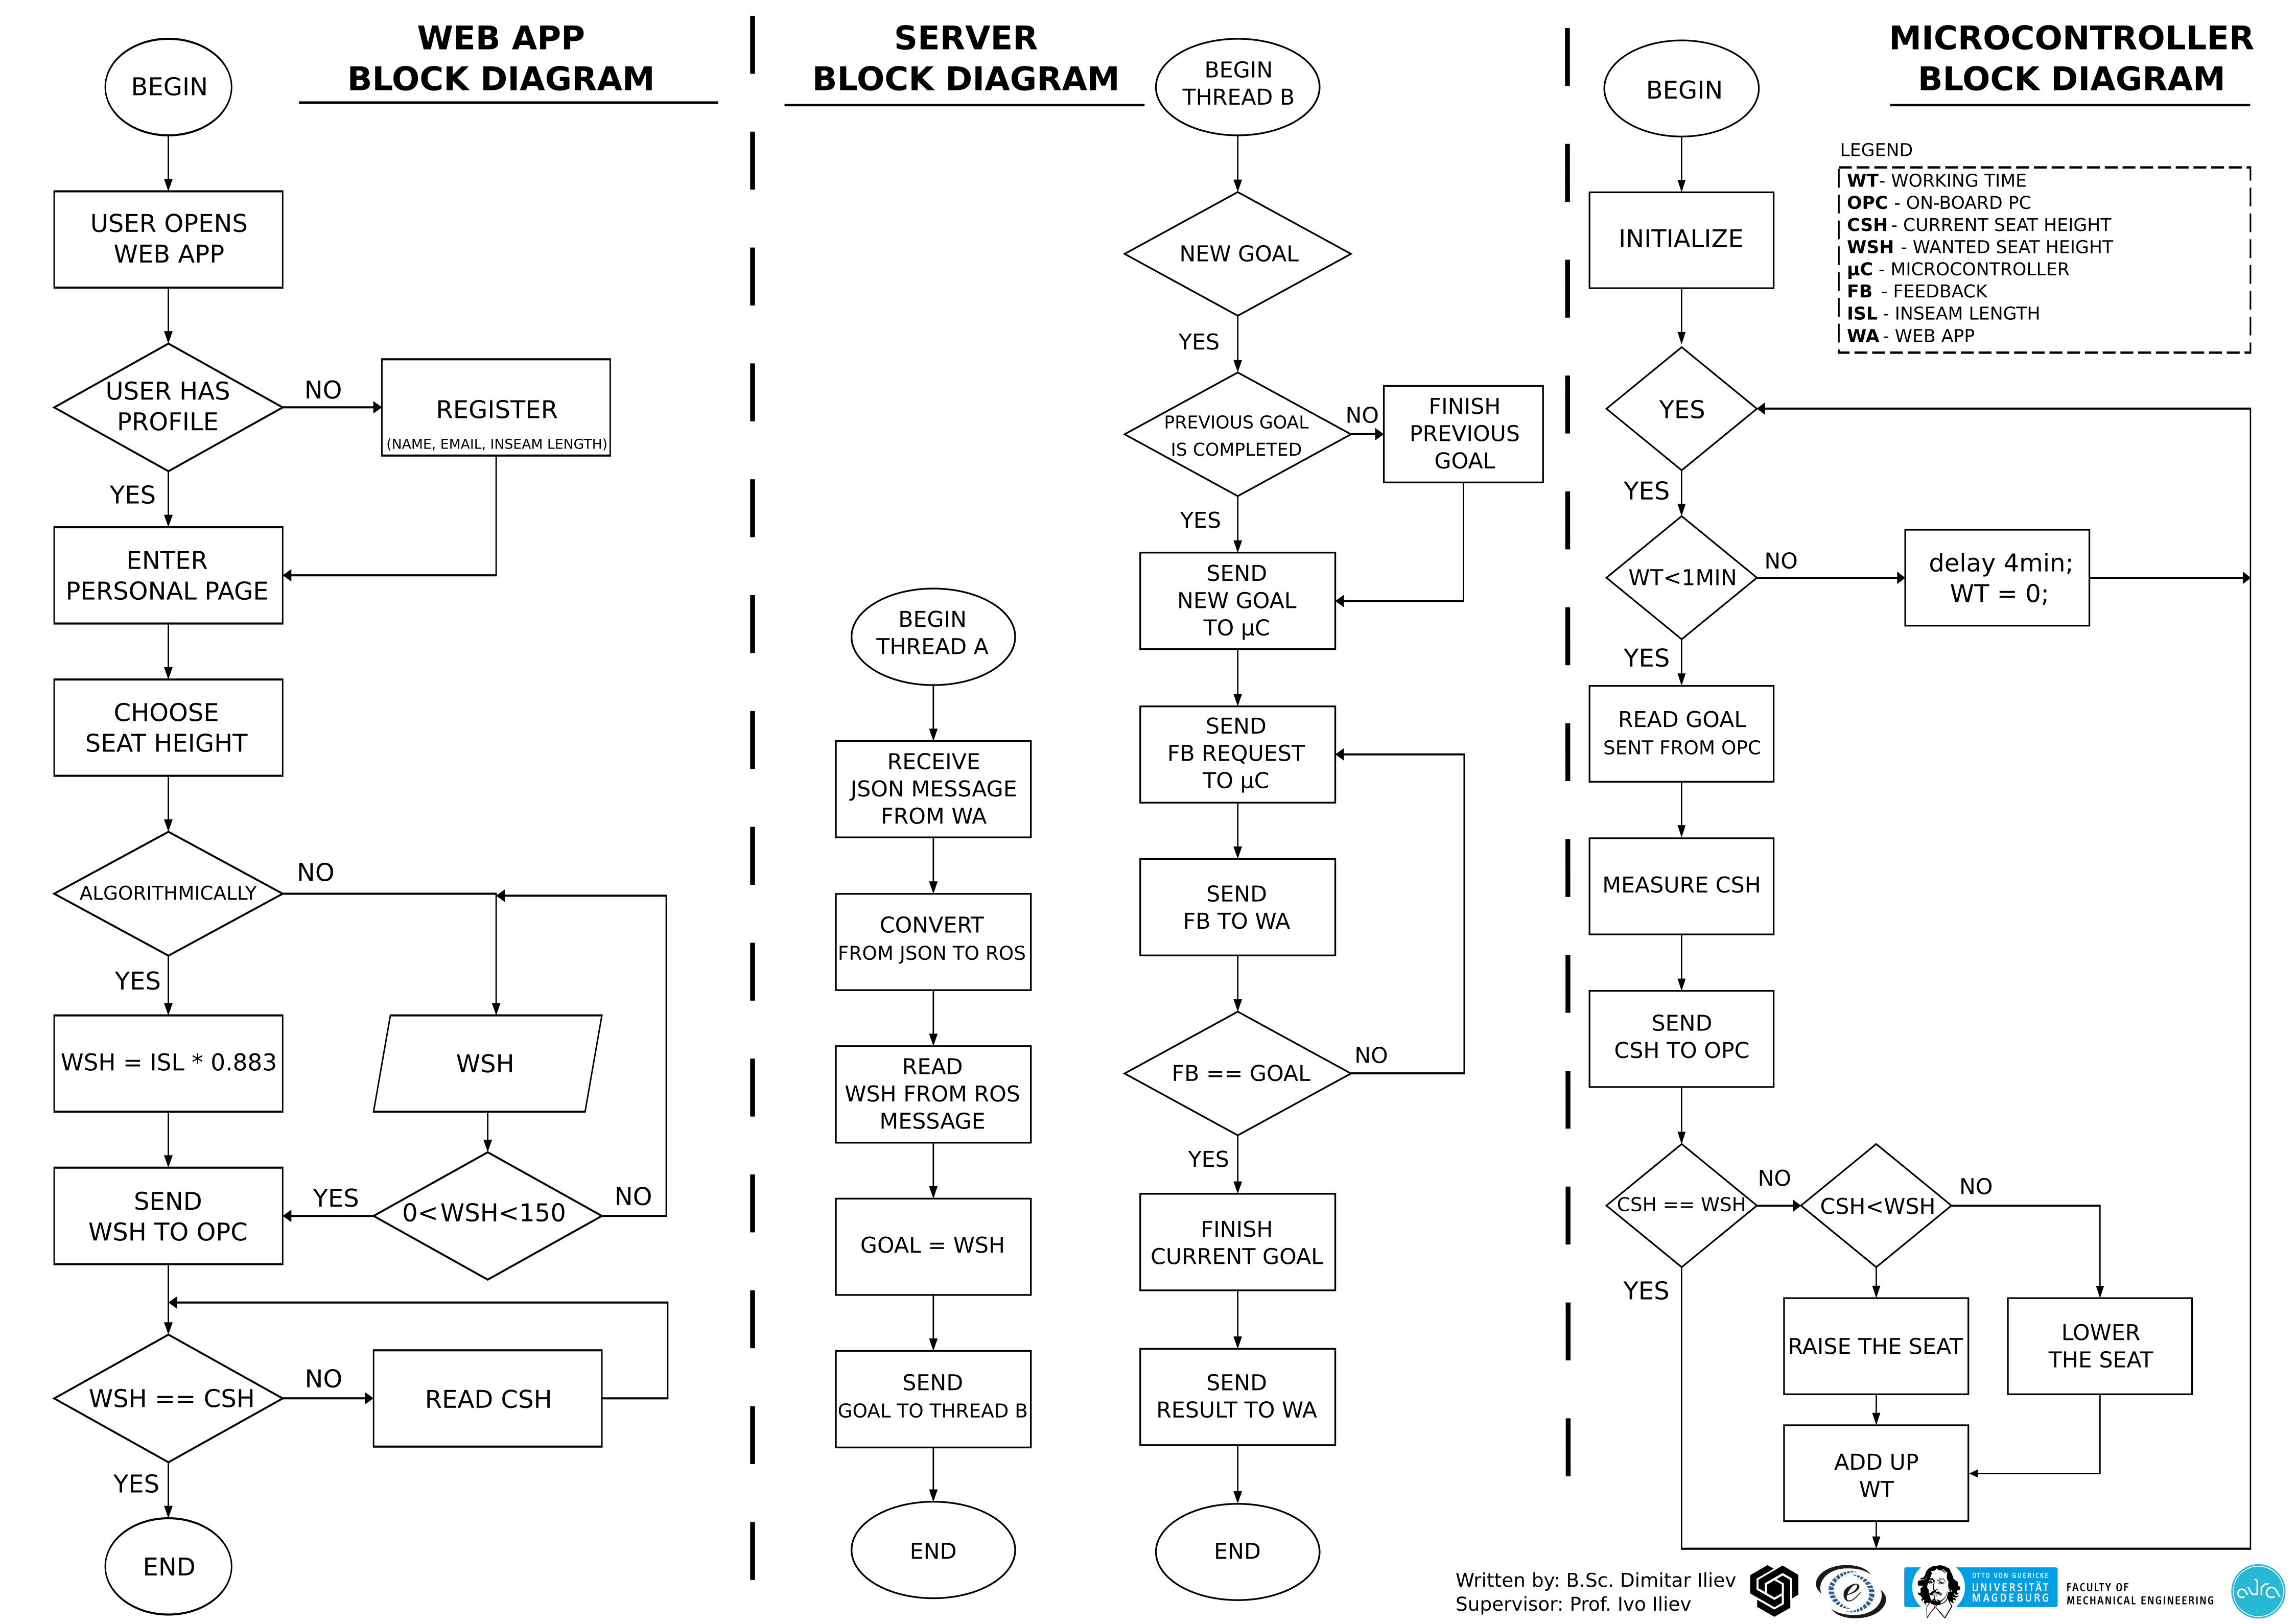 WEB APP
BLOCK DIAGRAM
BEGIN
USER OPENS
WEB APP
USER HAS
PROFILE
NO
REGISTER
(NAME, EMAIL, INSEAM LENGTH)
YES
ENTER
PERSONAL PAGE
CHOOSE
SEAT HEIGHT
ALGORITHMICALLY
NO
YES
WSH = ISL * 0.883
WSH
SEND
WSH TO OPC
YES
0<WSH<150
NO
WSH == CSH
NO
READ CSH
YES
END
SERVER
BLOCK DIAGRAM
BEGIN
THREAD A
RECEIVE
JSON MESSAGE
FROM WA
CONVERT
FROM JSON TO ROS
READ
WSH FROM ROS
MESSAGE
GOAL = WSH
SEND
GOAL TO THREAD B
END
BEGIN
THREAD B
NEW GOAL
YES
PREVIOUS GOAL
IS COMPLETED
NO
FINISH
PREVIOUS
GOAL
YES
SEND
NEW GOAL
TO µC
SEND
FB REQUEST
TO µC
SEND
FB TO WA
FB == GOAL
NO
YES
FINISH
CURRENT GOAL
SEND
RESULT TO WA
END
MICROCONTROLLER
BLOCK DIAGRAM
LEGEND
WT- WORKING TIME
OPC - ON-BOARD PC
CSH - CURRENT SEAT HEIGHT
WSH - WANTED SEAT HEIGHT
µC - MICROCONTROLLER
FB - FEEDBACK
ISL - INSEAM LENGTH
WA - WEB APP
BEGIN
INITIALIZE
YES
YES
WT<1MIN
NO
delay 4min;
WT = 0;
YES
READ GOAL
SENT FROM OPC
MEASURE CSH
SEND
CSH TO OPC
CSH == WSH
NO
CSH<WSH
NO
YES
RAISE THE SEAT
LOWER
THE SEAT
ADD UP
WT
Written by: B.Sc. Dimitar Iliev
Supervisor: Prof. Ivo Iliev
e
OTTO VON GUERICKE
UNIVERSITÄT
MAGDEBURG
FACULTY OF
MECHANICAL ENGINEERING
aura